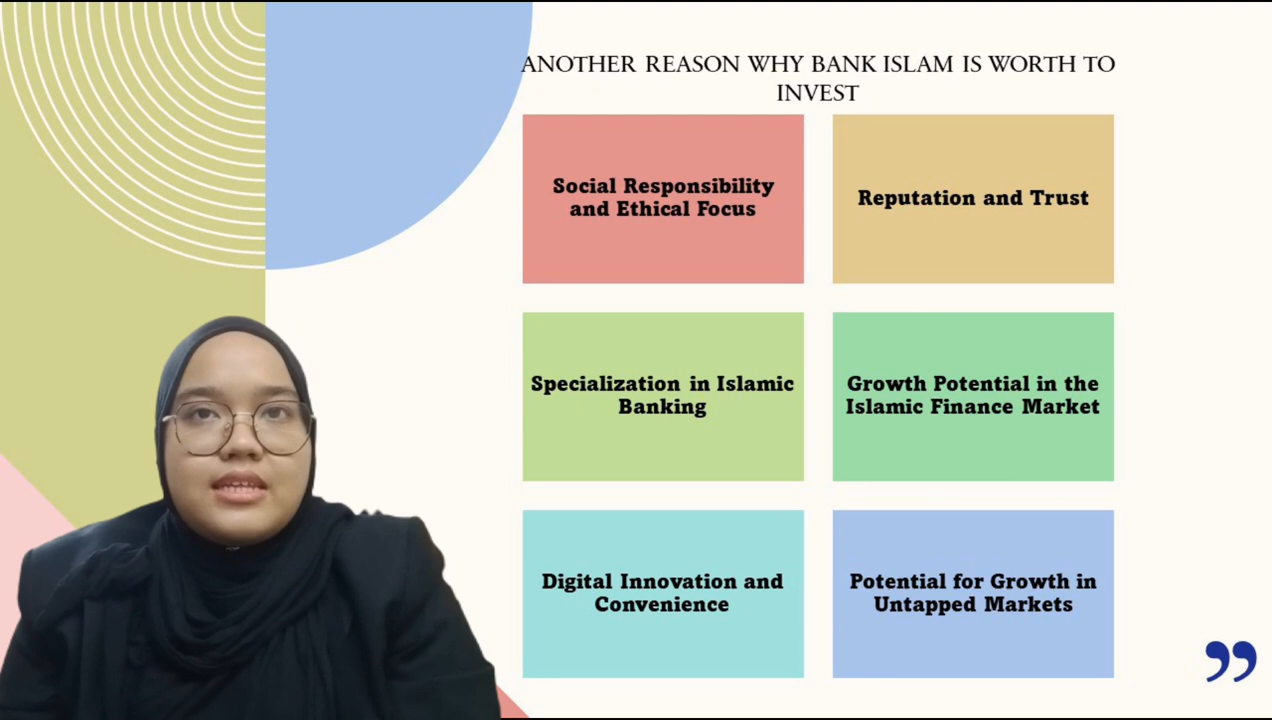 ANOTHER REASON WHY BANK ISLAM IS WORTH TO
INVEST
Social Responsibility
and Ethical Focus
Reputation and Trust
Specialization in Islamic
Banking
Growth Potential in the
Islamic Finance Market
Digital Innovation and
Convenience
Potential for Growth in
Untapped Markets
”